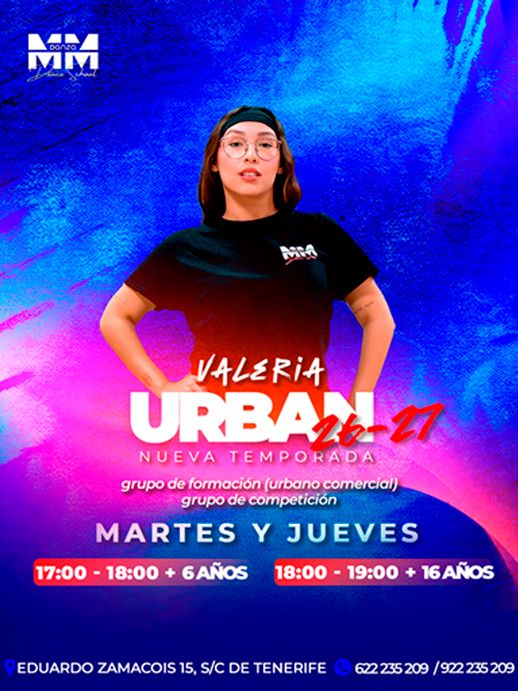 MM
Danza
Dance School
MM
VALERIA
URBAN
26-27
NUEVA TEMPORADA
grupo de formación (urbano comercial)
grupo de competición
MARTES Y JUEVES
17:00 - 18:00 + 6 AÑOS
18:00 - 19:00 + 16 AÑOS
EDUARDO ZAMACOIS 15, S/C DE TENERIFE
622 235 209 / 922 235 209